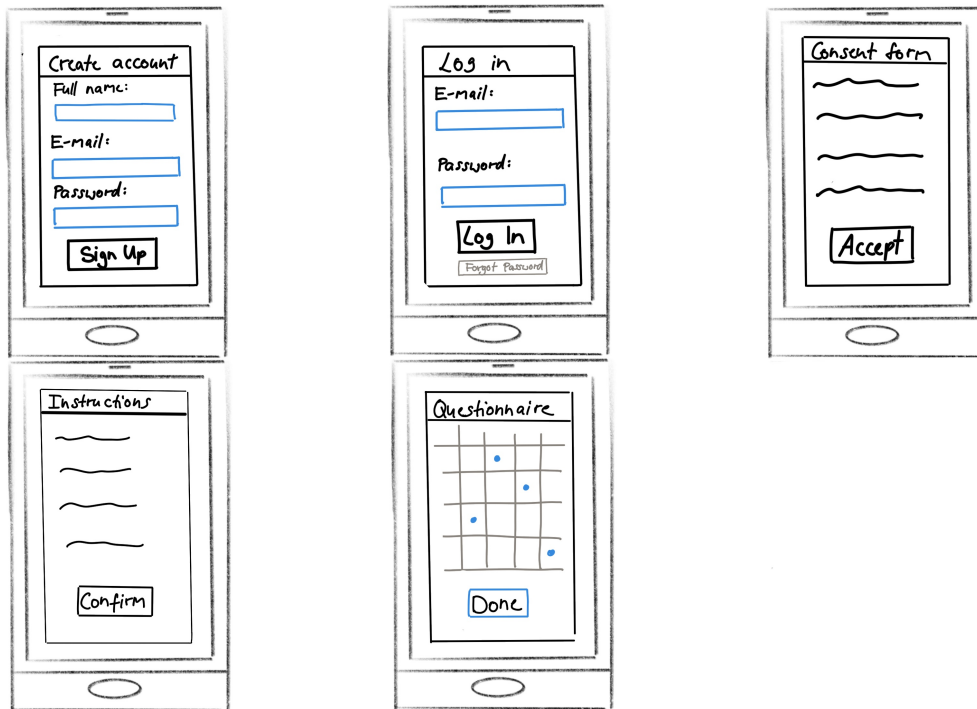 Create account
Full name:
E-mail:
Password:
Sign Up
Log in
E-mail:
Password:
Log In
Forgot Password
Consent form
Accept
Instructions
Confirm
Questionnaire
Done